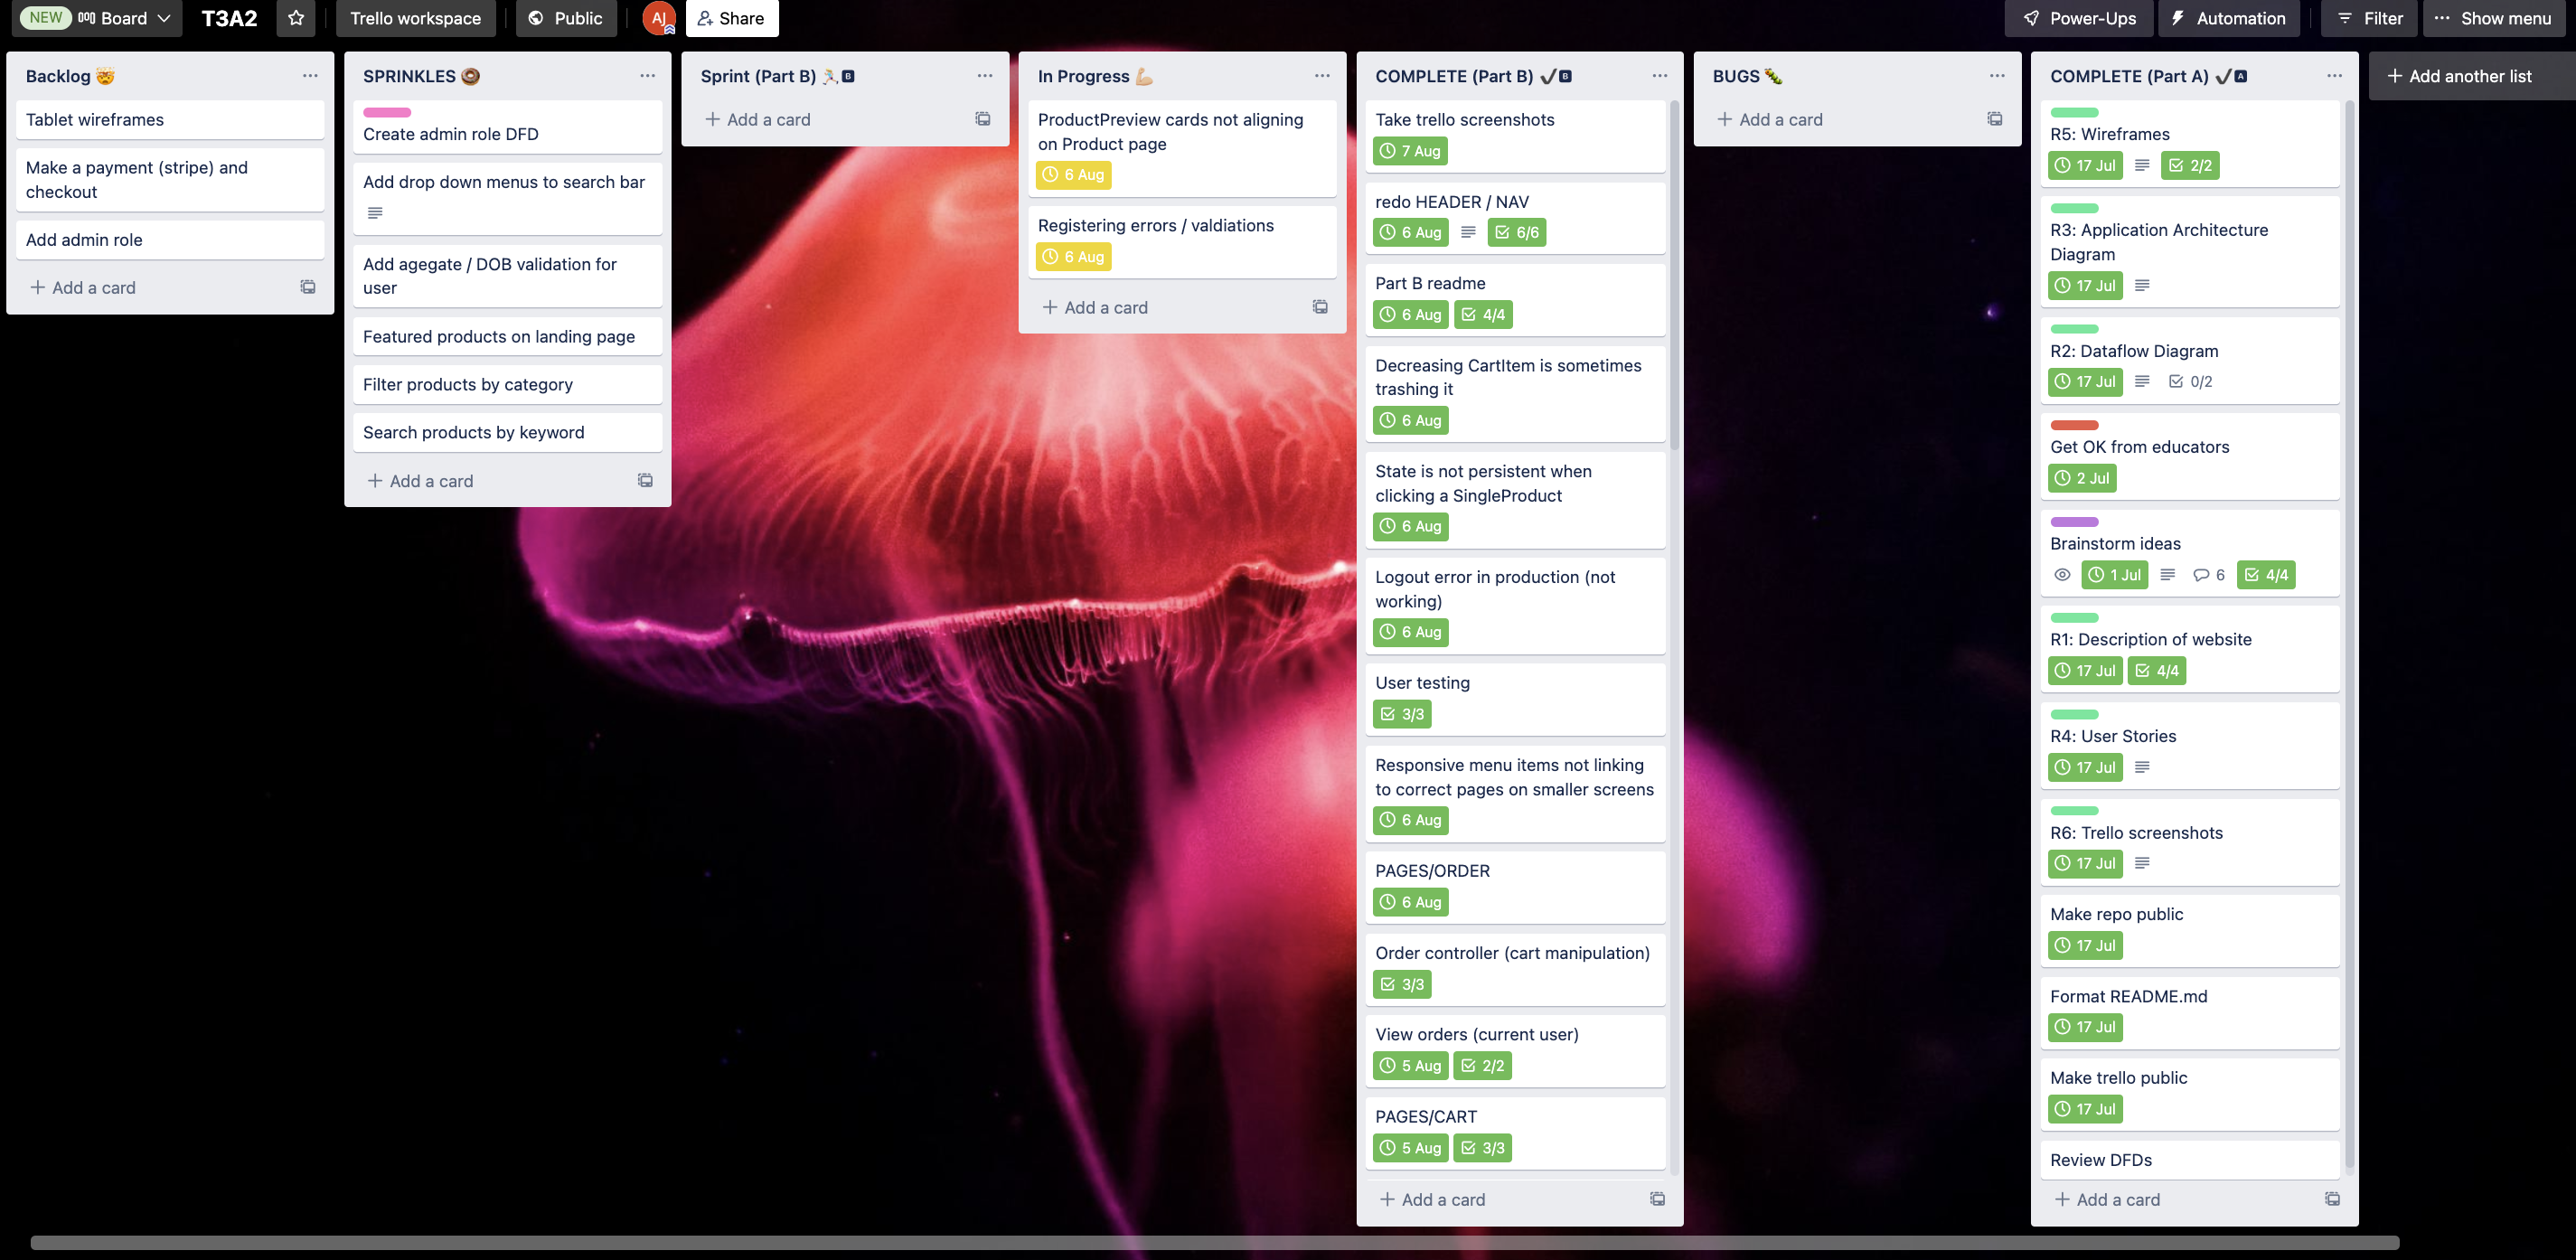 NEW Board
T3A2
Trello workspace
Public
AJ
Share
Power-Ups
Automation
Filter
Show menu
Backlog 🤯
Tablet wireframes
Make a payment (stripe) and
checkout
Add admin role
+ Add a card
SPRINKLES 🍩
Create admin role DFD
Add drop down menus to search bar
Add agegate / DOB validation for
user
Featured products on landing page
Filter products by category
Search products by keyword
+ Add a card
Sprint (Part B) 🏃🏻‍♂️🅱
+ Add a card
In Progress 💪🏼
ProductPreview cards not aligning
on Product page
6 Aug
Registering errors / valdiations
6 Aug
+ Add a card
COMPLETE (Part B) ✔️🅱
Take trello screenshots
7 Aug
redo HEADER / NAV
6 Aug 6/6
Part B readme
6 Aug 4/4
Decreasing CartItem is sometimes
trashing it
6 Aug
State is not persistent when
clicking a SingleProduct
6 Aug
Logout error in production (not
working)
6 Aug
User testing
3/3
Responsive menu items not linking
to correct pages on smaller screens
6 Aug
PAGES/ORDER
6 Aug
Order controller (cart manipulation)
3/3
View orders (current user)
5 Aug 2/2
PAGES/CART
5 Aug 3/3
+ Add a card
BUGS 🐛
+ Add a card
COMPLETE (Part A) ✔️🅰
R5: Wireframes
17 Jul 2/2
R3: Application Architecture
Diagram
17 Jul
R2: Dataflow Diagram
17 Jul 0/2
Get OK from educators
2 Jul
Brainstorm ideas
1 Jul 6 4/4
R1: Description of website
17 Jul 4/4
R4: User Stories
17 Jul
R6: Trello screenshots
17 Jul
Make repo public
17 Jul
Format README.md
17 Jul
Make trello public
17 Jul
Review DFDs
+ Add a card
+ Add another list